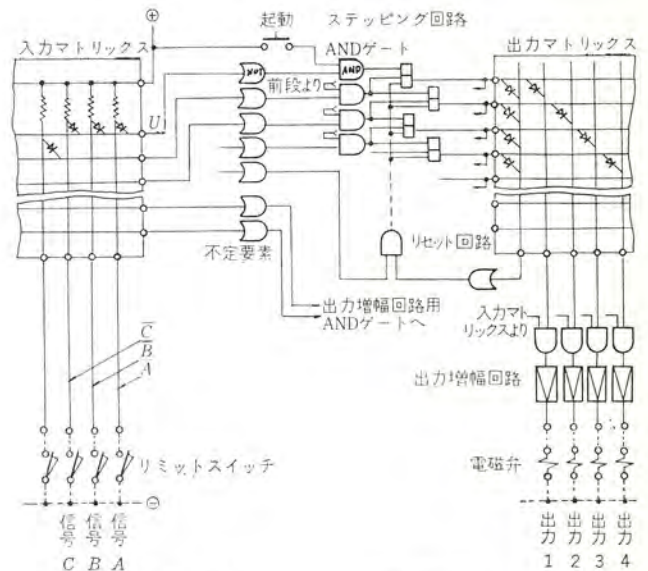 ⊕
起動
ステッピング回路
入力マトリックス
ANDゲート
出力マトリックス
NOT
AND
前段より
U
不定要素
リセット回路
出力増幅回路用
ANDゲートへ
入力マト
リックスより
C̅
B̅
A
出力増幅回路
リミットスイッチ
電磁弁
⊖
信号 C
信号 B
信号 A
出力 1
出力 2
出力 3
出力 4